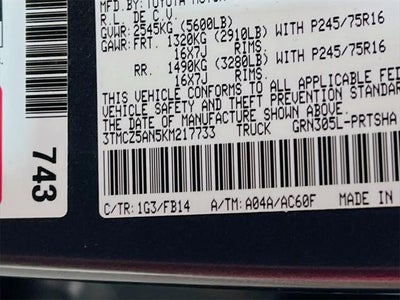 MFD. BY: TOYOTA MOTOR
R.L. DE C.V.
GVWR: 2545KG (5600LB)
GAWR: FRT. 1320KG (2910LB) WITH P245/75R16
16X7J RIMS,
RR. 1490KG (3280LB) WITH P245/75R16
16X7J RIMS,
THIS VEHICLE CONFORMS TO ALL APPLICABLE FED
VEHICLE SAFETY AND THEFT PREVENTION STANDAR
THE DATE OF MANUFACTURE SHOWN ABOVE.
3TMCZ5AN5KM217733 TRUCK GRN305L-PRTSHA
C/TR: 1G3/FB14 A/TM: A04A/AC60F MADE IN
743